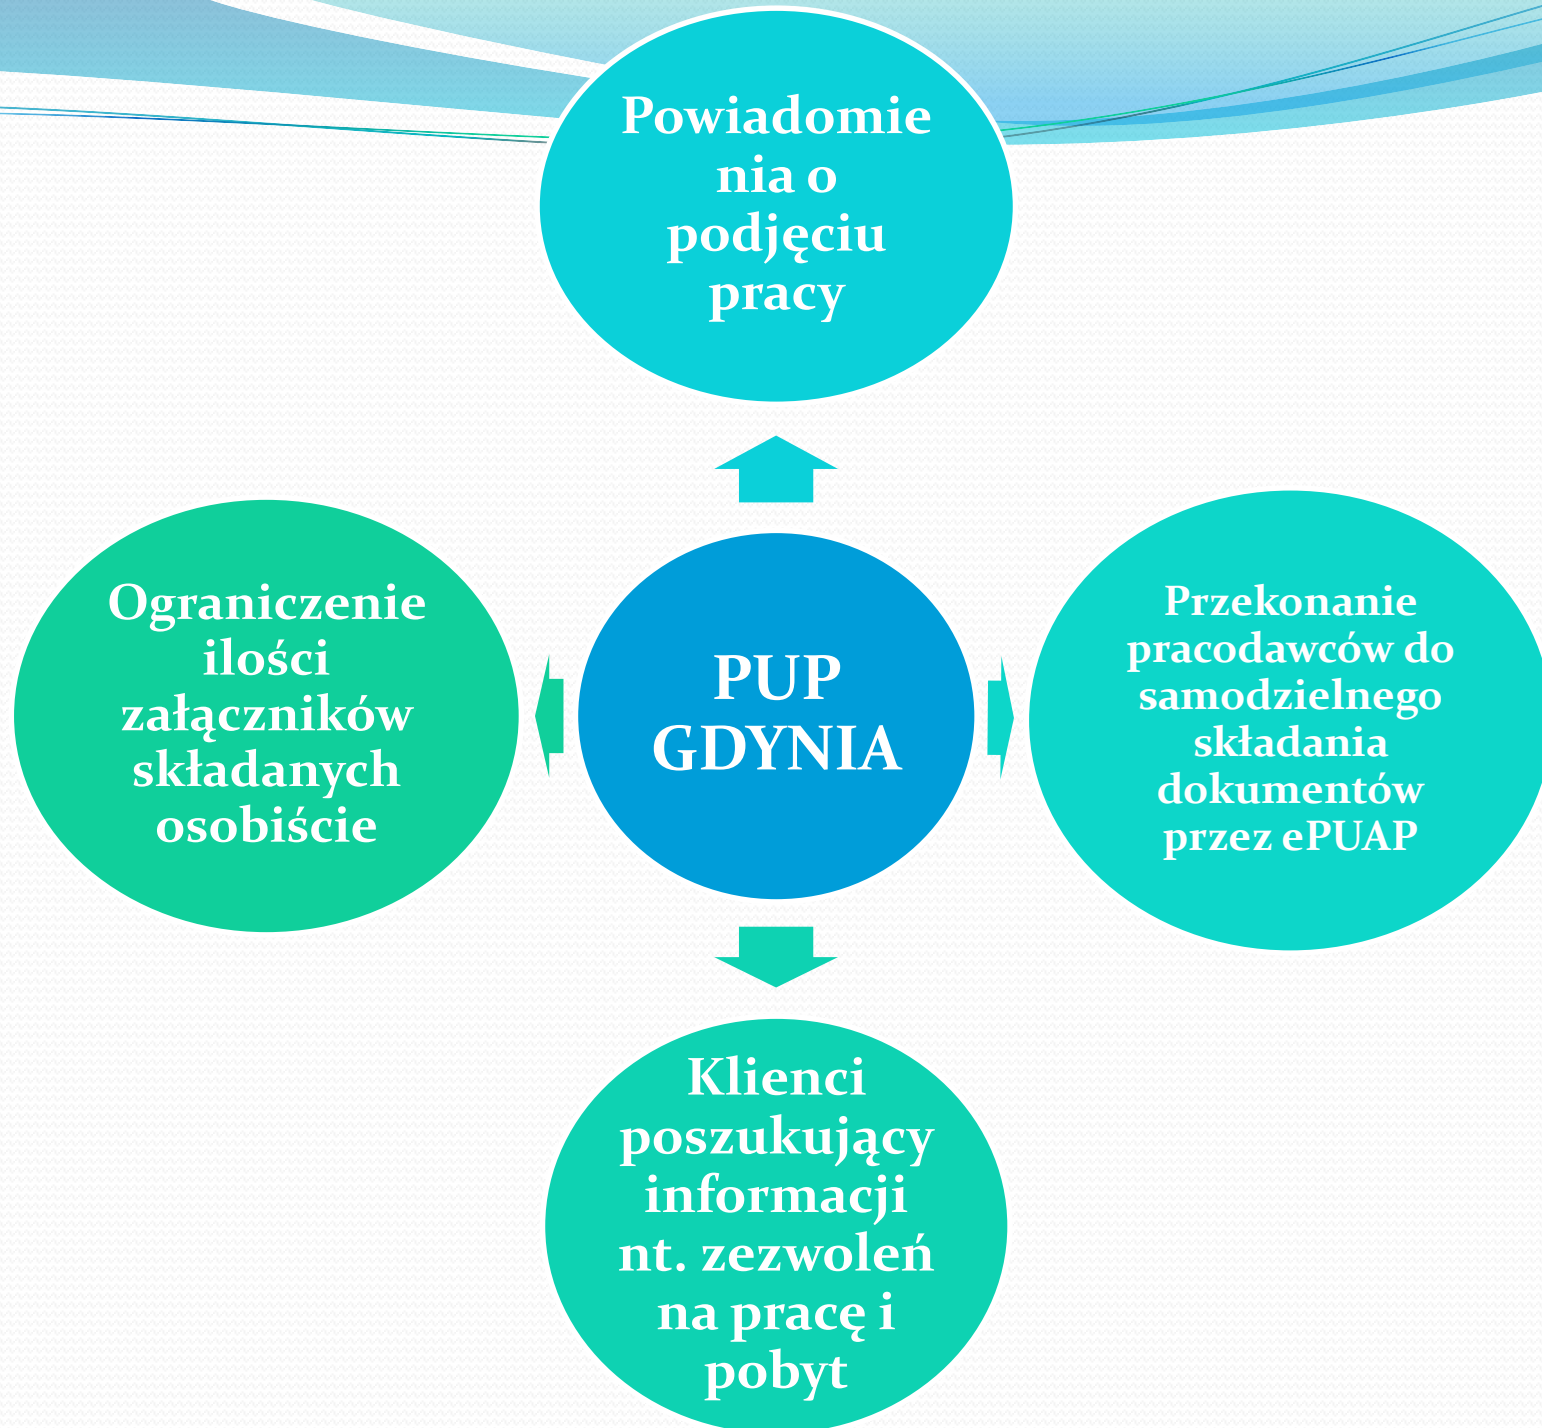 Powiadomie
nia o
podjęciu
pracy
Ograniczenie
ilości
załączników
składanych
osobiście
PUP
GDYNIA
Przekonanie
pracodawców do
samodzielnego
składania
dokumentów
przez ePUAP
Klienci
poszukujący
informacji
nt. zezwoleń
na pracę i
pobyt